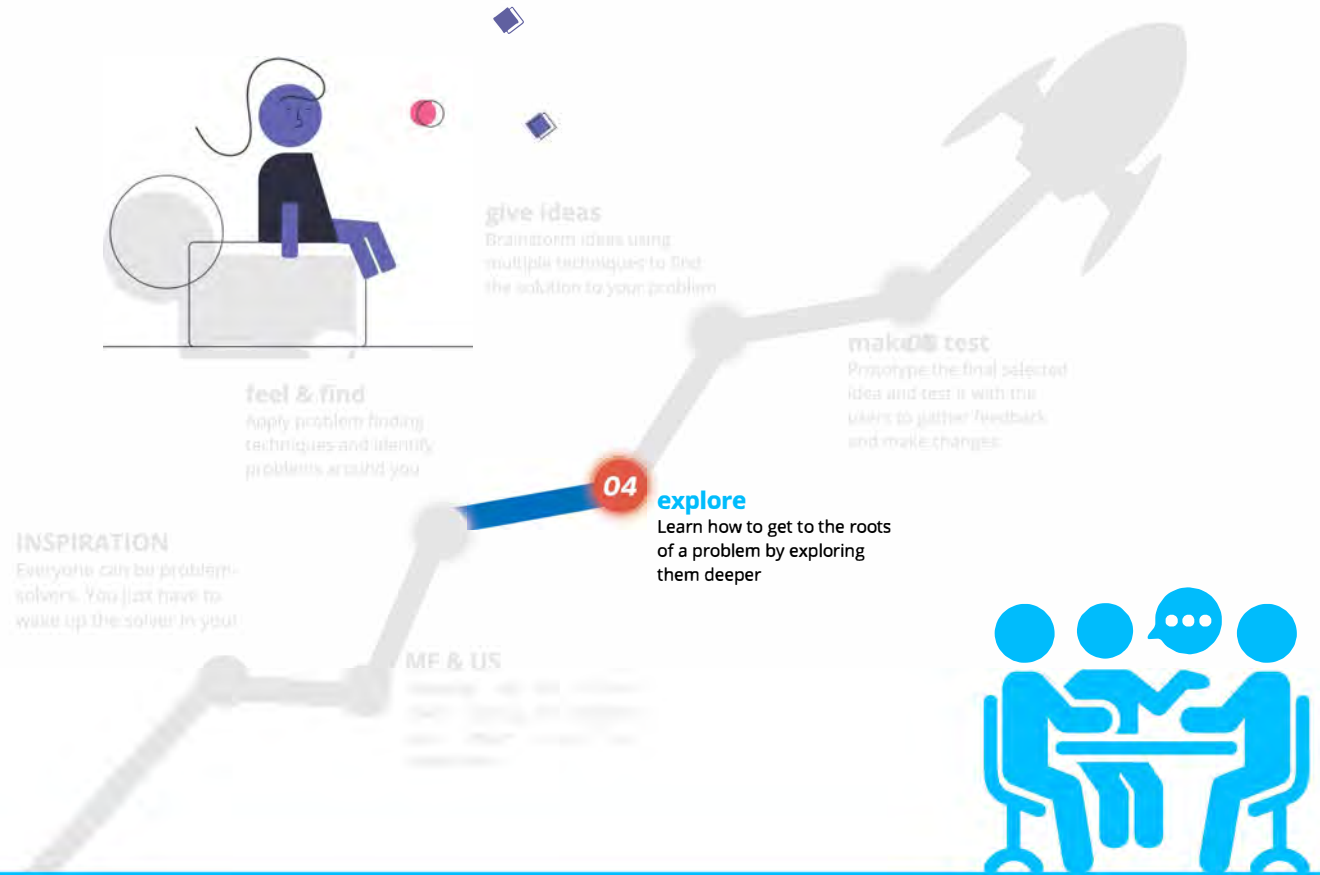 give ideas
Brainstorm ideas using
multiple techniques to find
the solution to your problem
make test
Prototype the final selected
idea and test it with the
users to gather feedback
and make changes
feel & find
Apply problem finding
techniques and identify
problems around you
04
explore
Learn how to get to the roots
of a problem by exploring
them deeper
INSPIRATION
Everyone can be problem-
solvers. You just have to
wake up the solver in you!
ME & US